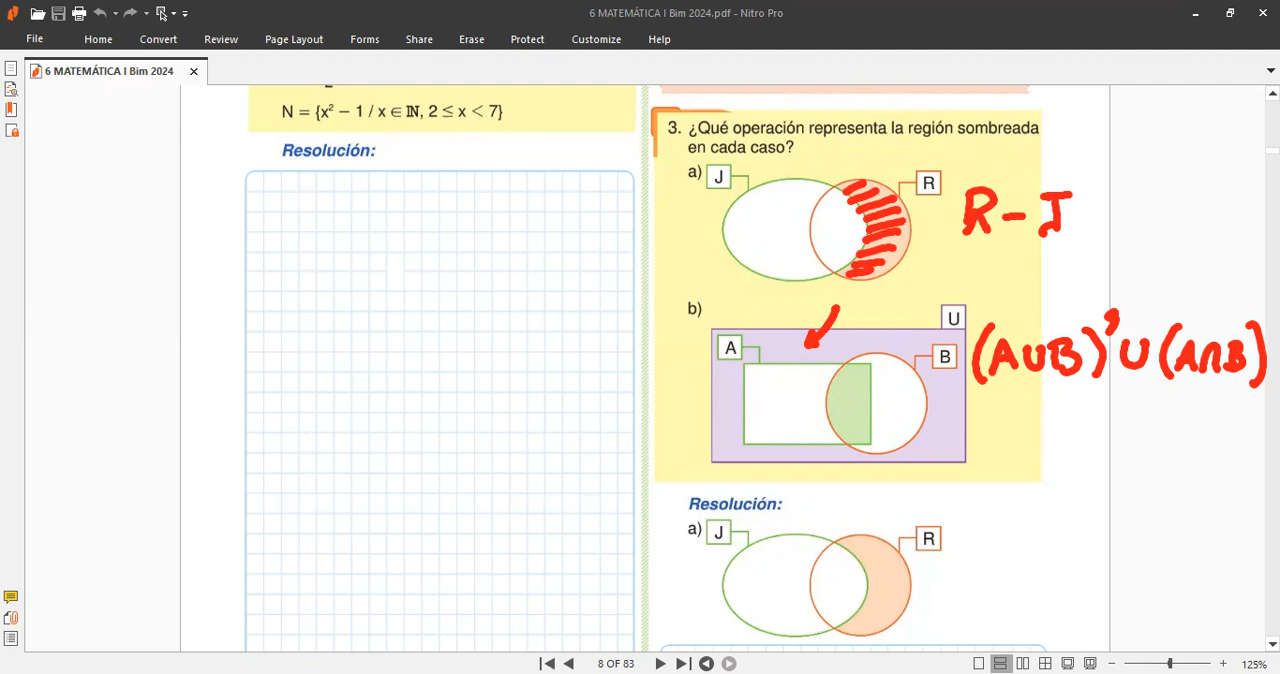 6 MATEMÁTICA I Bim 2024.pdf - Nitro Pro
File Home Convert Review Page Layout Forms Share Erase Protect Customize Help
6 MATEMÁTICA I Bim 2024
N = {x² − 1 / x ∈ ℕ, 2 ≤ x < 7}
Resolución:
3. ¿Qué operación representa la región sombreada
en cada caso?
a) J R
R - J
b) U
A B
(A∪B)' ∪ (A∩B)
Resolución:
a) J R
8 OF 83
125%